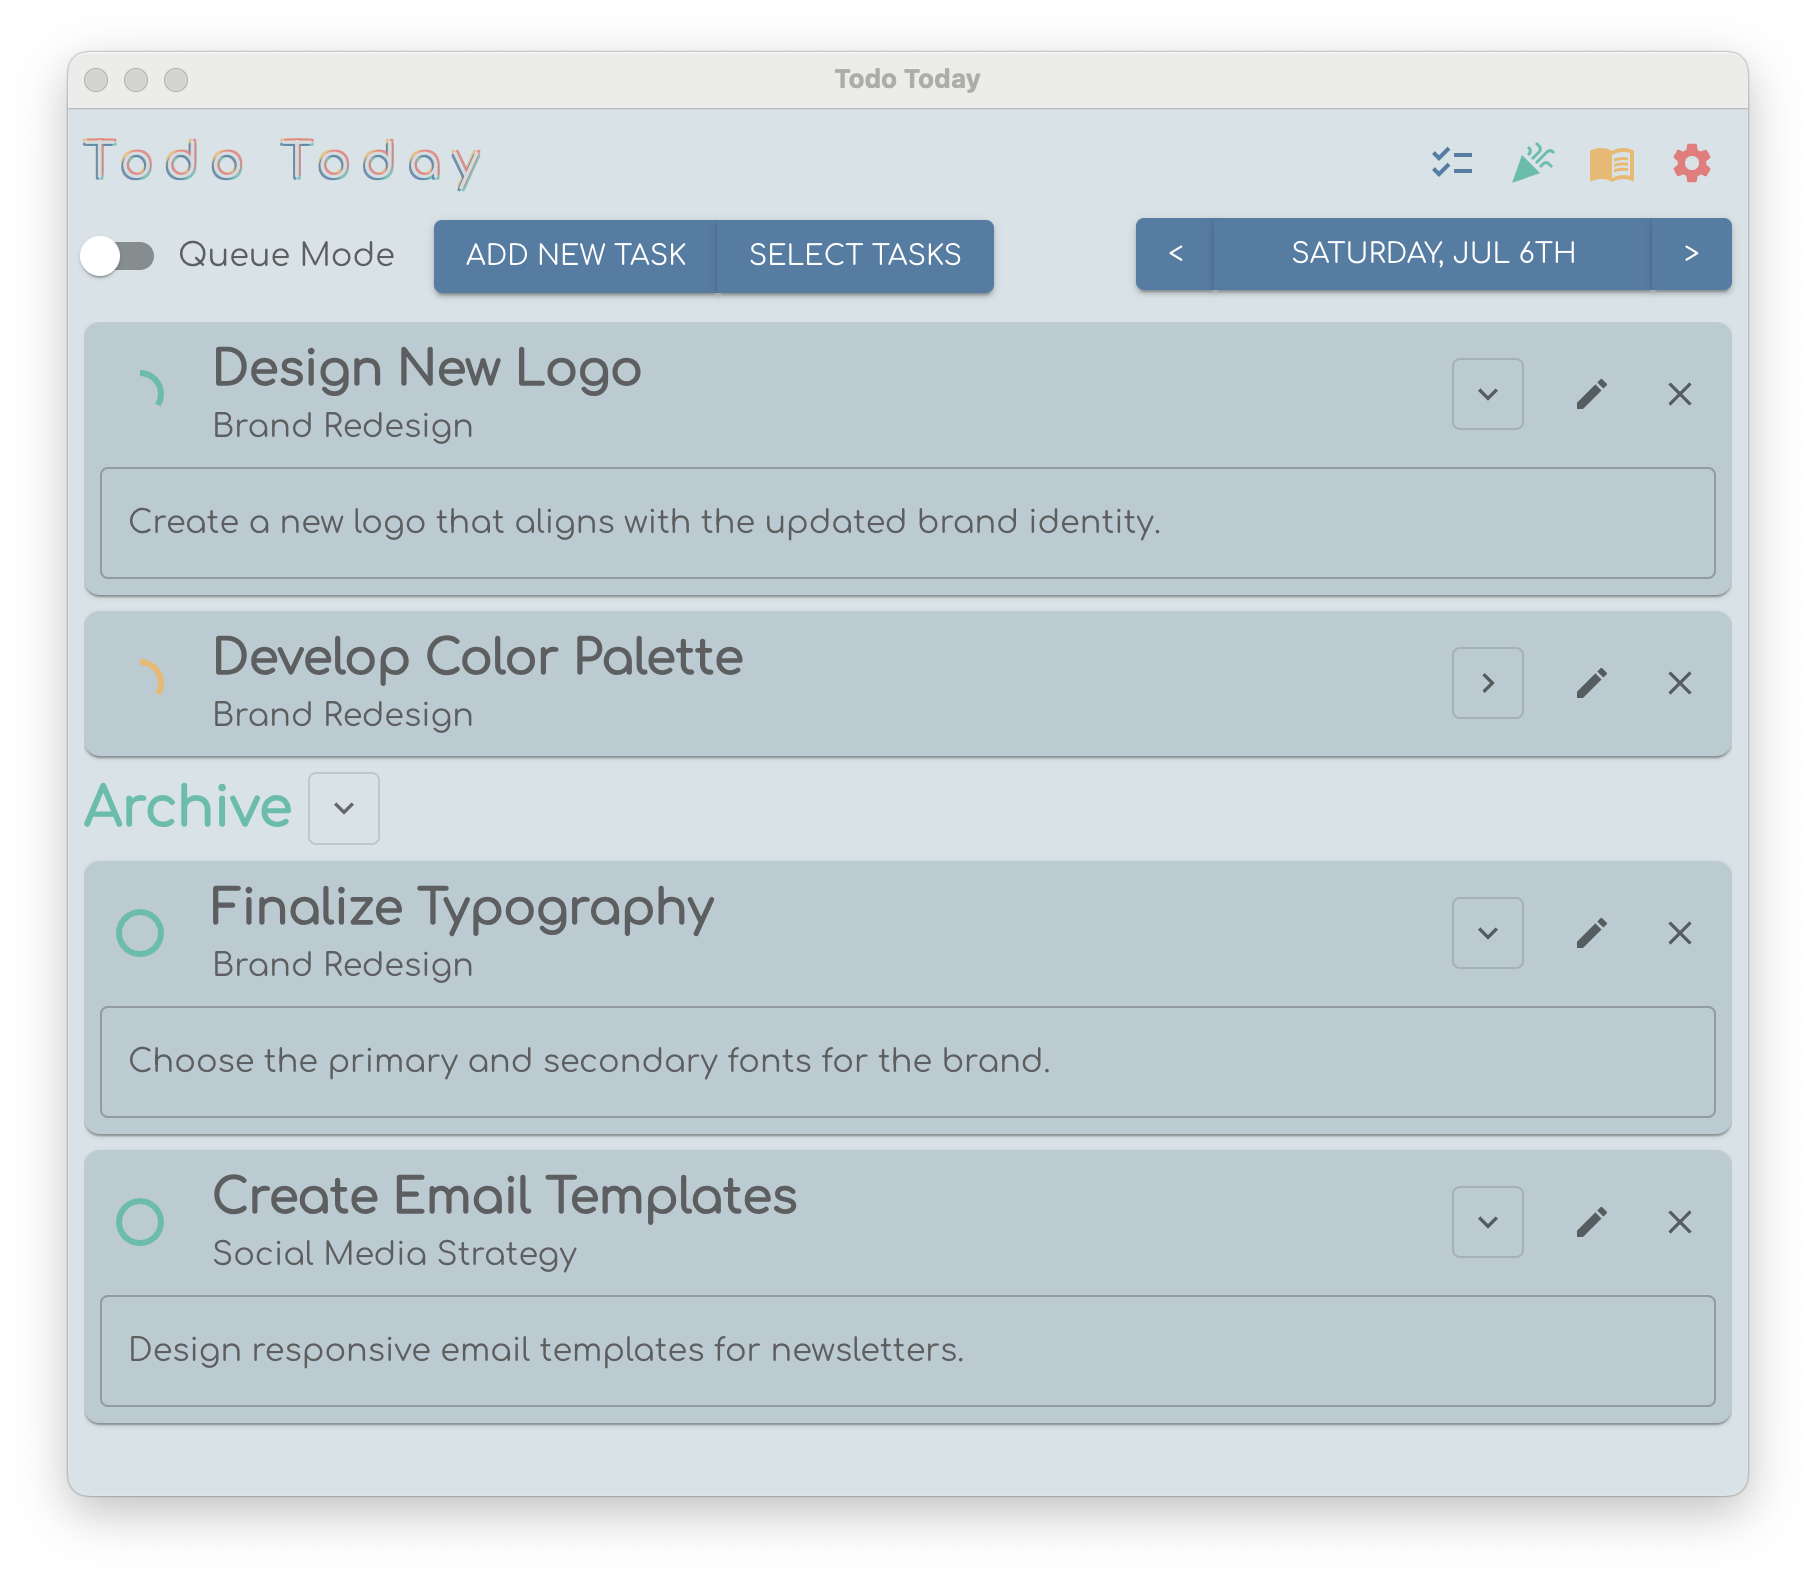 Todo Today
Todo Today
Queue Mode
ADD NEW TASK
SELECT TASKS
<
SATURDAY, JUL 6TH
>
Design New Logo
Brand Redesign
Create a new logo that aligns with the updated brand identity.
Develop Color Palette
Brand Redesign
Archive
Finalize Typography
Brand Redesign
Choose the primary and secondary fonts for the brand.
Create Email Templates
Social Media Strategy
Design responsive email templates for newsletters.